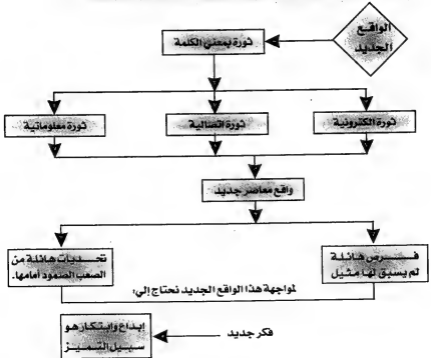 الواقع
الجديد
ثورة بمعنى الكلمة
ثورة الكترونية
ثورة اتصالية
ثورة معلوماتية
واقع معاصر جديد
فرص هائلة
لم يسبق لها مثيل
تحديات هائلة من
الصعب الصمود أمامها.
لمواجهة هذا الواقع الجديد نحتاج إلى:
فكر جديد
إبداع وابتكار هو
سبيل التميز